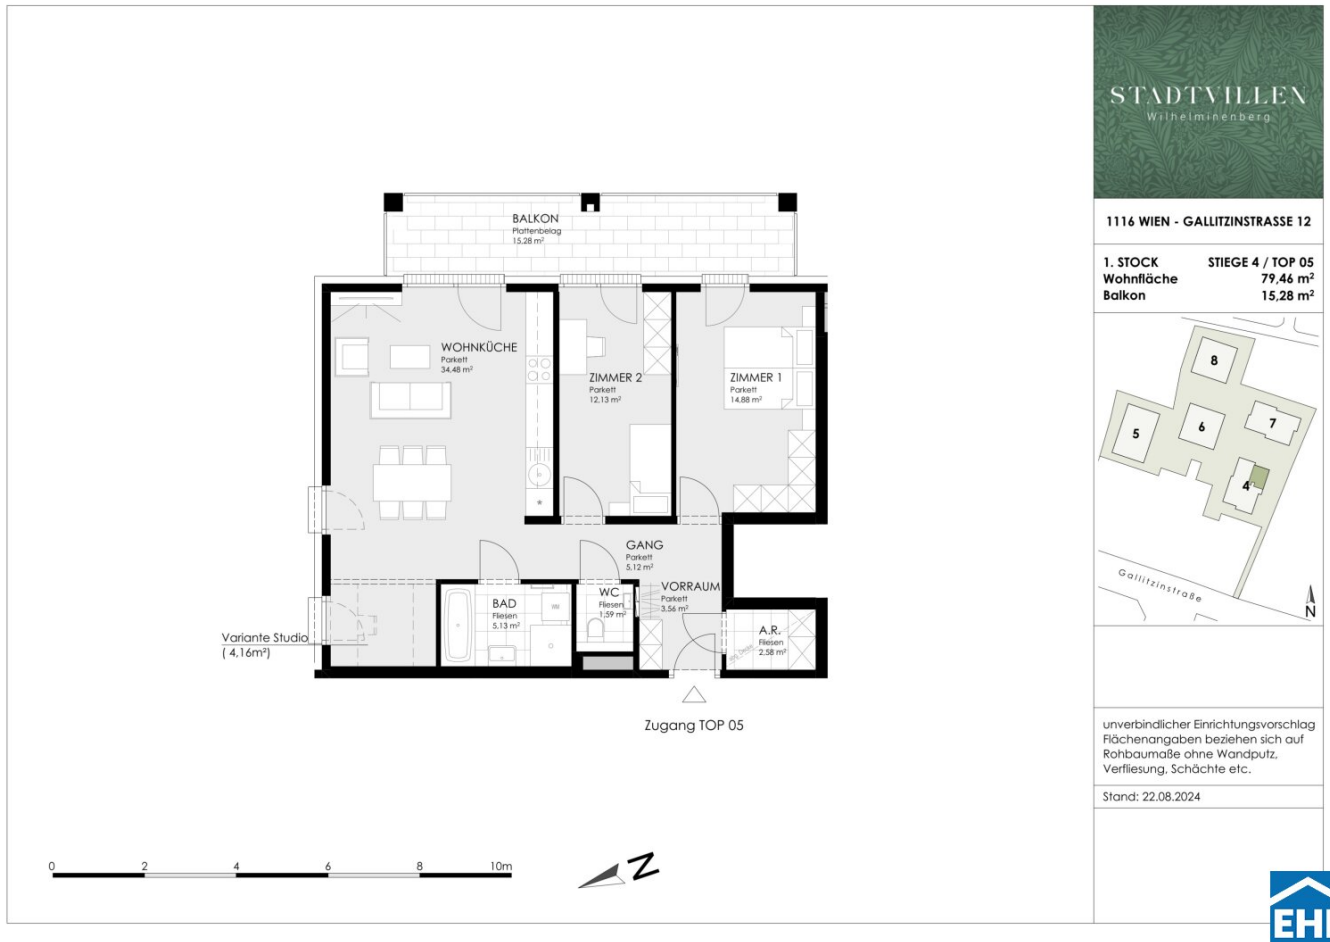 STADTVILLEN
Wilhelminenberg
1116 WIEN - GALLITZINSTRASSE 12
1. STOCK STIEGE 4 / TOP 05
Wohnfläche 79,46 m²
Balkon 15,28 m²
8
5
6
7
4
Gallitzinstraße
N
unverbindlicher Einrichtungsvorschlag
Flächenangaben beziehen sich auf
Rohbaumaße ohne Wandputz,
Verfliesung, Schächte etc.
Stand: 22.08.2024
BALKON
Plattenbelag
15,28 m²
WOHNKÜCHE
Parkett
34,48 m²
ZIMMER 2
Parkett
12,13 m²
ZIMMER 1
Parkett
14,88 m²
GANG
Parkett
5,12 m²
VORRAUM
Parkett
3,56 m²
BAD
Fliesen
5,13 m²
WM
WC
Fliesen
1,59 m²
A.R.
Fliesen
2,58 m²
Variante Studio
( 4,16m²)
Zugang TOP 05
0 2 4 6 8 10m
N
EHL